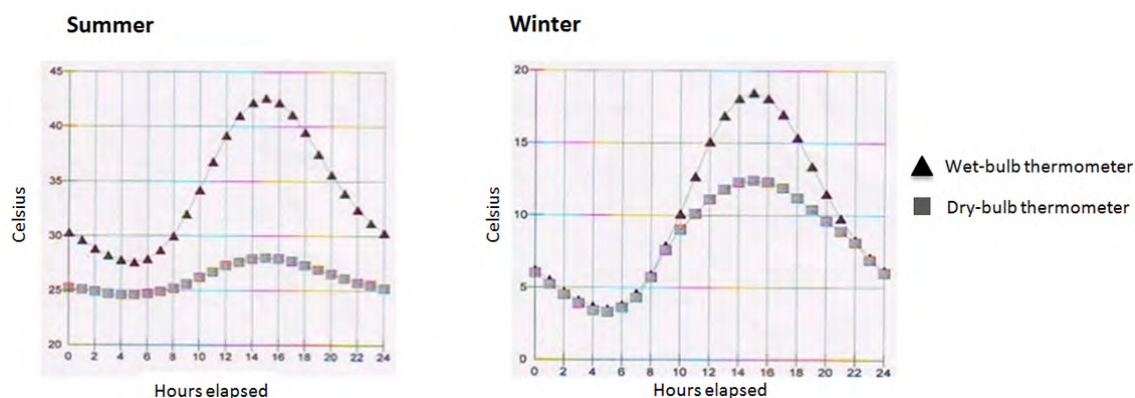 Summer
45
40
35
30
25
20
0 2 4 6 8 10 12 14 16 18 20 22 24
Celsius
Hours elapsed
Winter
20
15
10
5
0
0 2 4 6 8 10 12 14 16 18 20 22 24
Celsius
Hours elapsed
Wet-bulb thermometer
Dry-bulb thermometer